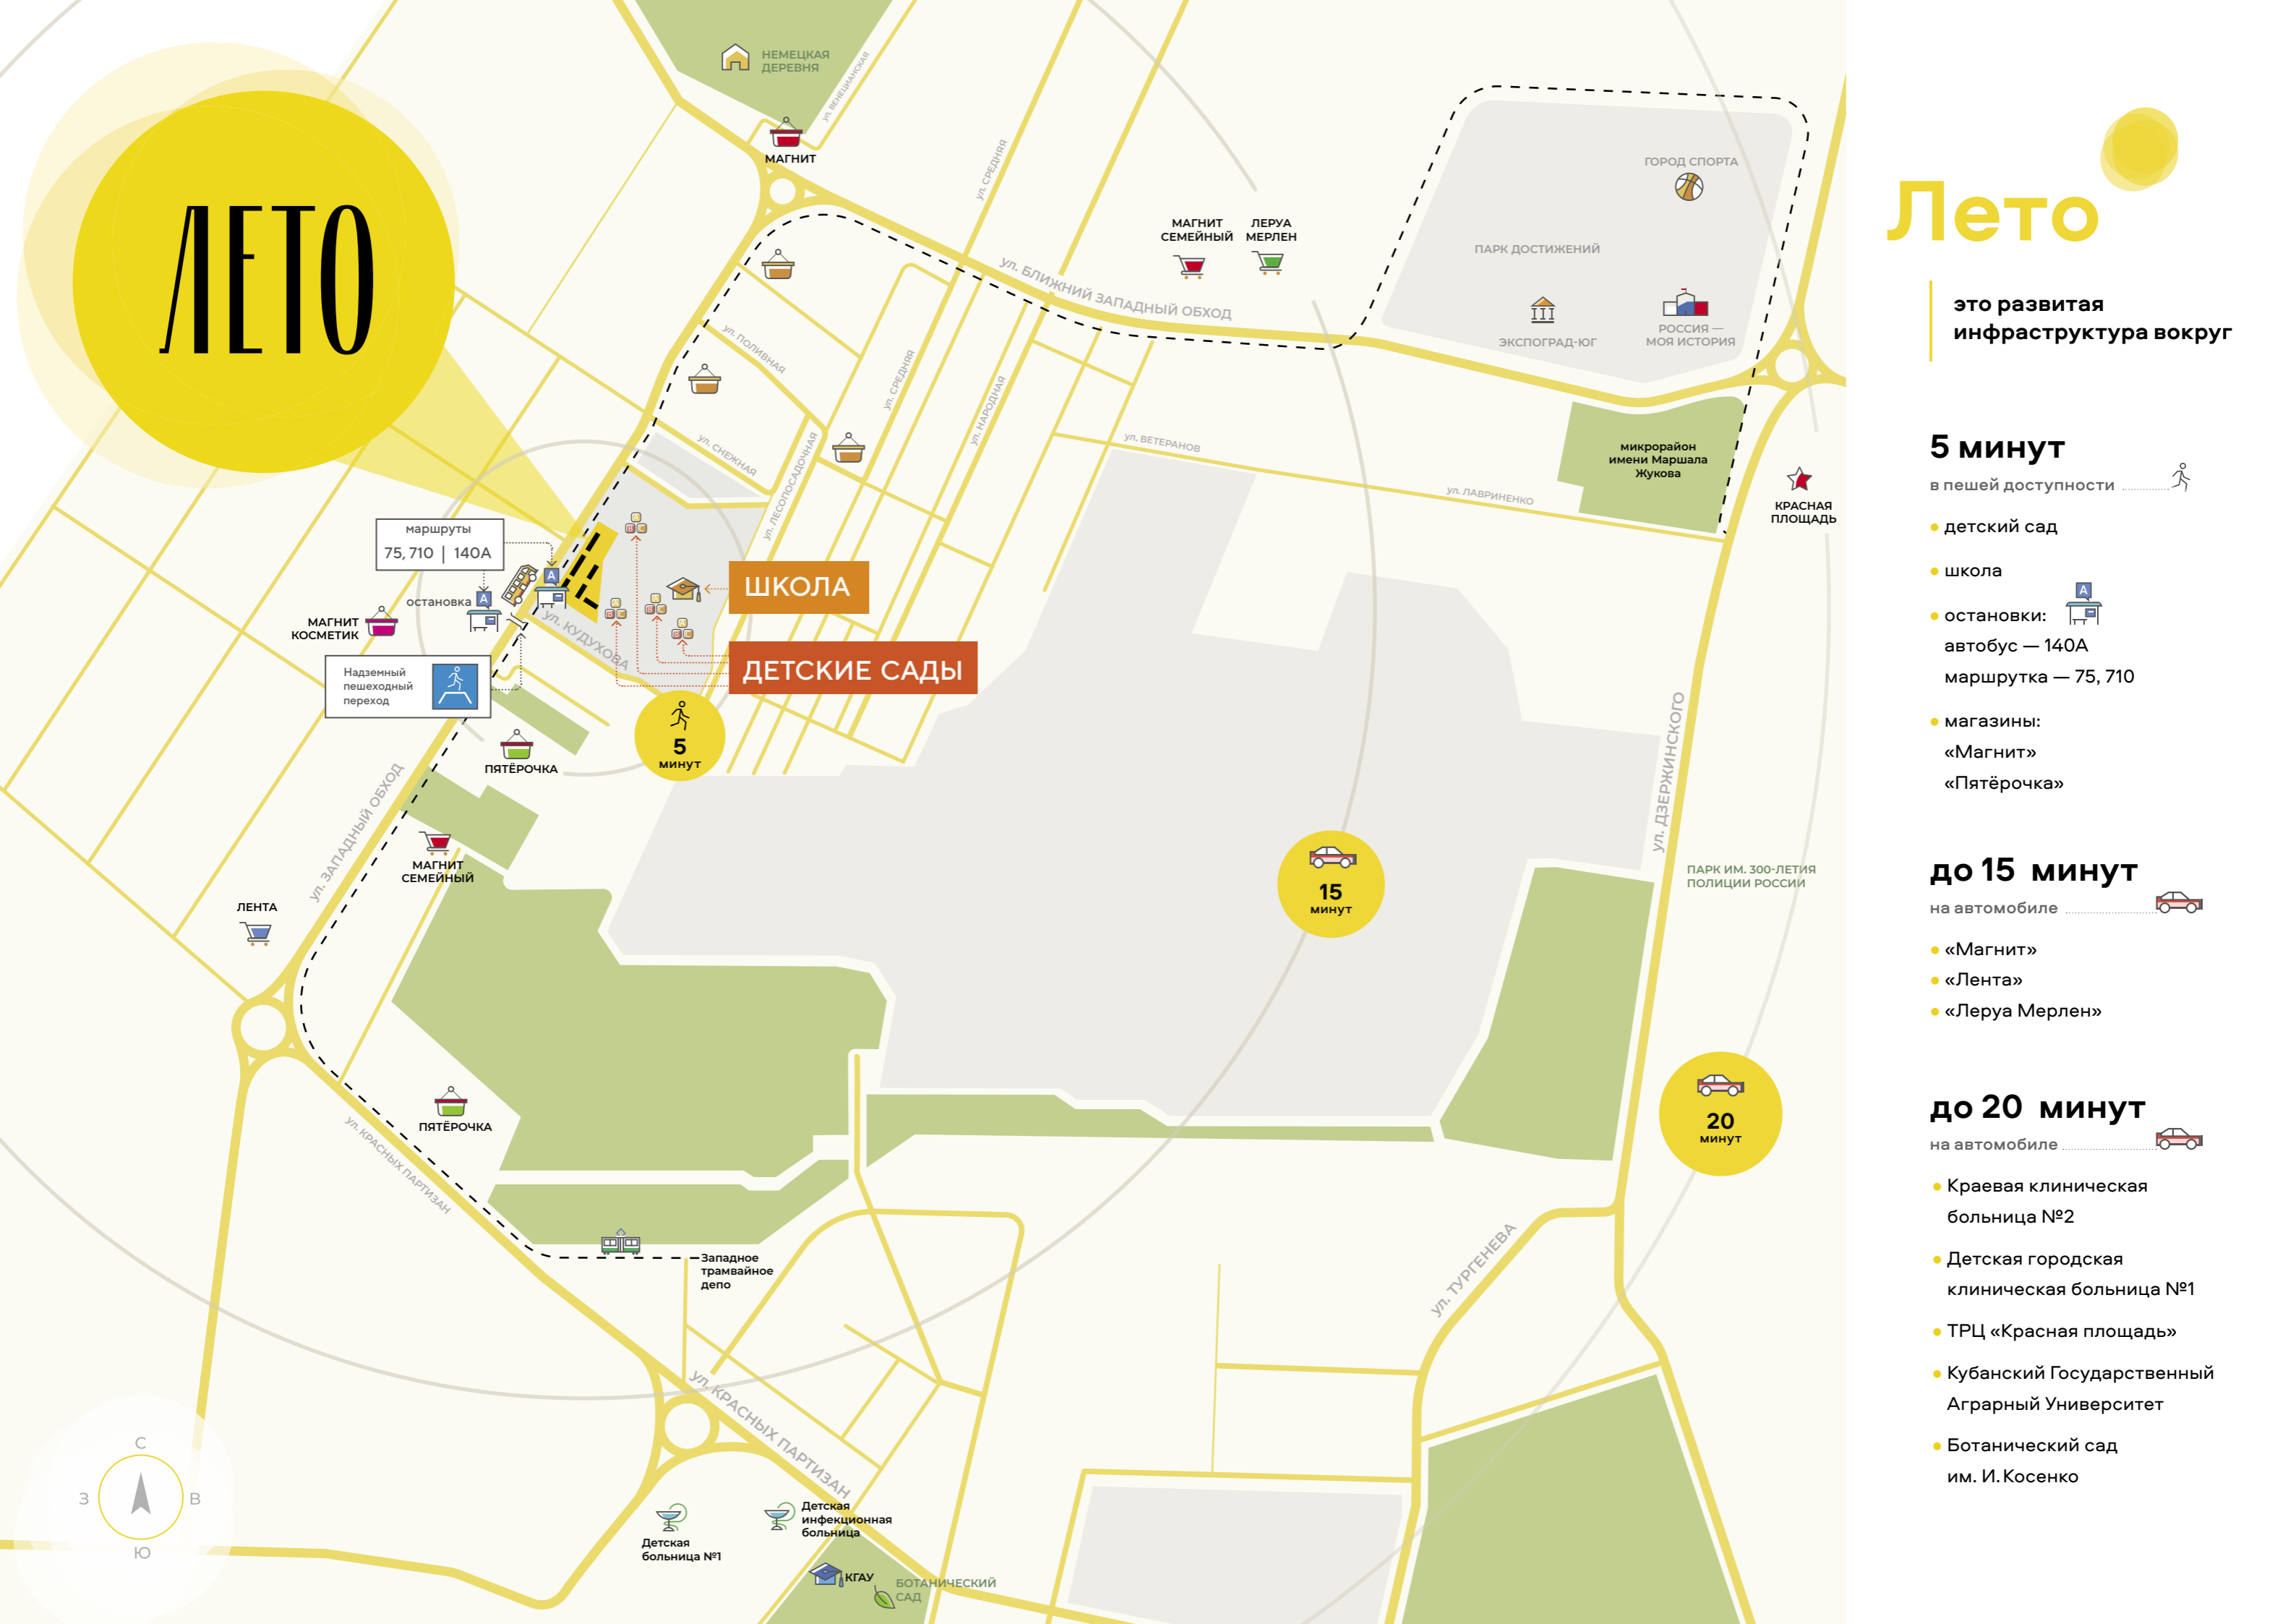 НЕМЕЦКАЯ
ДЕРЕВНЯ
ул. ВЕНЕЦИАНСКАЯ
МАГНИТ
ЛЕТО
ул. СРЕДНЯЯ
МАГНИТ
СЕМЕЙНЫЙ
ЛЕРУА
МЕРЛЕН
ул. БЛИЖНИЙ ЗАПАДНЫЙ ОБХОД
ГОРОД СПОРТА
ПАРК ДОСТИЖЕНИЙ
ЭКСПОГРАД-ЮГ
РОССИЯ —
МОЯ ИСТОРИЯ
ул. ПОЛИВНАЯ
ул. СРЕДНЯЯ
ул. НАРОДНАЯ
ул. СНЕЖНАЯ
ул. ЛЕСОПОСАДОЧНАЯ
ул. ВЕТЕРАНОВ
ул. ЛАВРИНЕНКО
микрорайон
имени Маршала
Жукова
КРАСНАЯ
ПЛОЩАДЬ
маршруты
75, 710 | 140А
А
остановка
А
МАГНИТ
КОСМЕТИК
Надземный
пешеходный
переход
ул. КУДУХОВА
ШКОЛА
ДЕТСКИЕ САДЫ
5
минут
ПЯТЁРОЧКА
ул. ЗАПАДНЫЙ ОБХОД
МАГНИТ
СЕМЕЙНЫЙ
ЛЕНТА
ул. ДЗЕРЖИНСКОГО
15
минут
ПАРК ИМ. 300-ЛЕТИЯ
ПОЛИЦИИ РОССИИ
20
минут
ПЯТЁРОЧКА
ул. КРАСНЫХ ПАРТИЗАН
Западное
трамвайное
депо
ул. ТУРГЕНЕВА
ул. КРАСНЫХ ПАРТИЗАН
С
З
В
Ю
Детская
больница №1
Детская
инфекционная
больница
КГАУ
БОТАНИЧЕСКИЙ
САД
Лето
это развитая
инфраструктура вокруг
5 минут
в пешей доступности
детский сад
школа
остановки:
А
автобус — 140А
маршрутка — 75, 710
магазины:
«Магнит»
«Пятёрочка»
до 15 минут
на автомобиле
«Магнит»
«Лента»
«Леруа Мерлен»
до 20 минут
на автомобиле
Краевая клиническая
больница №2
Детская городская
клиническая больница №1
ТРЦ «Красная площадь»
Кубанский Государственный
Аграрный Университет
Ботанический сад
им. И. Косенко